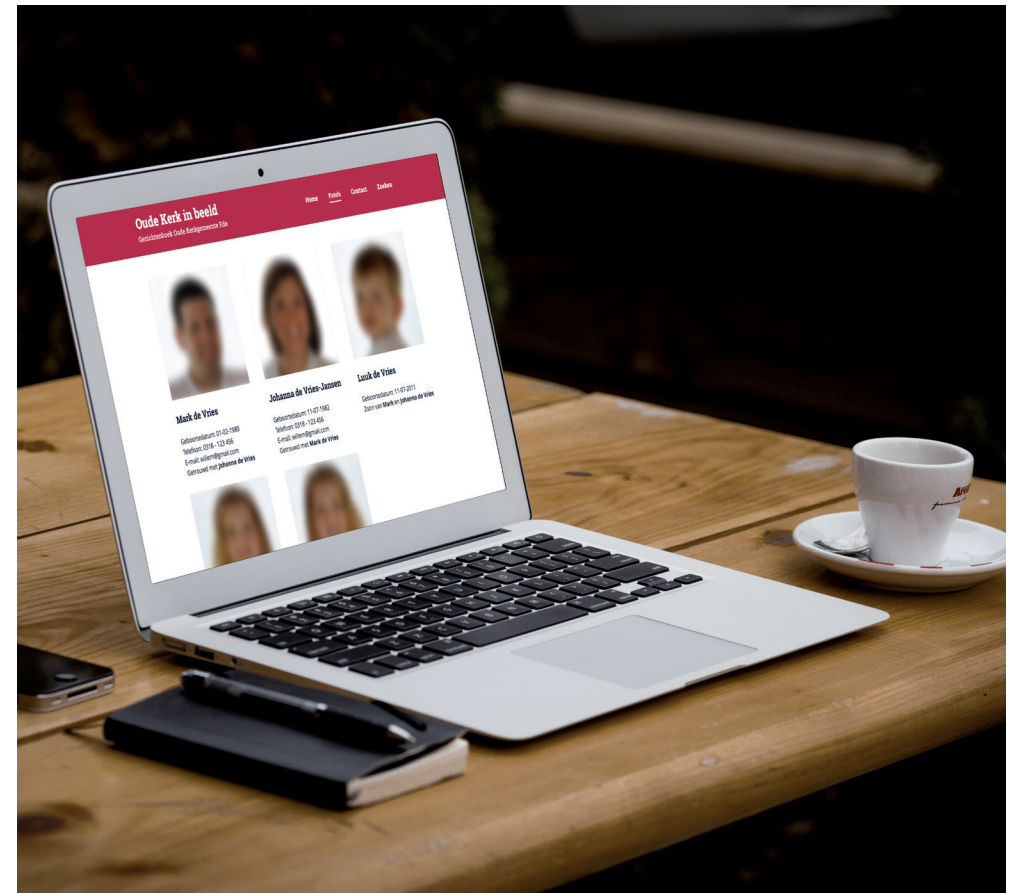 Oude Kerk in beeld
Gezichtenboek Oude Kerkgemeente Ede
Home Foto's Contact Zoeken
Mark de Vries
Geboortedatum: 01-02-1980
Telefoon: 0318 - 123 456
E-mail: willem@gmail.com
Getrouwd met Johanna de Vries
Johanna de Vries-Jansen
Geboortedatum: 11-07-1982
Telefoon: 0318 - 123 456
E-mail: willem@gmail.com
Getrouwd met Mark de Vries
Luuk de Vries
Geboortedatum: 11-07-2011
Zoon van Mark en Johanna de Vries